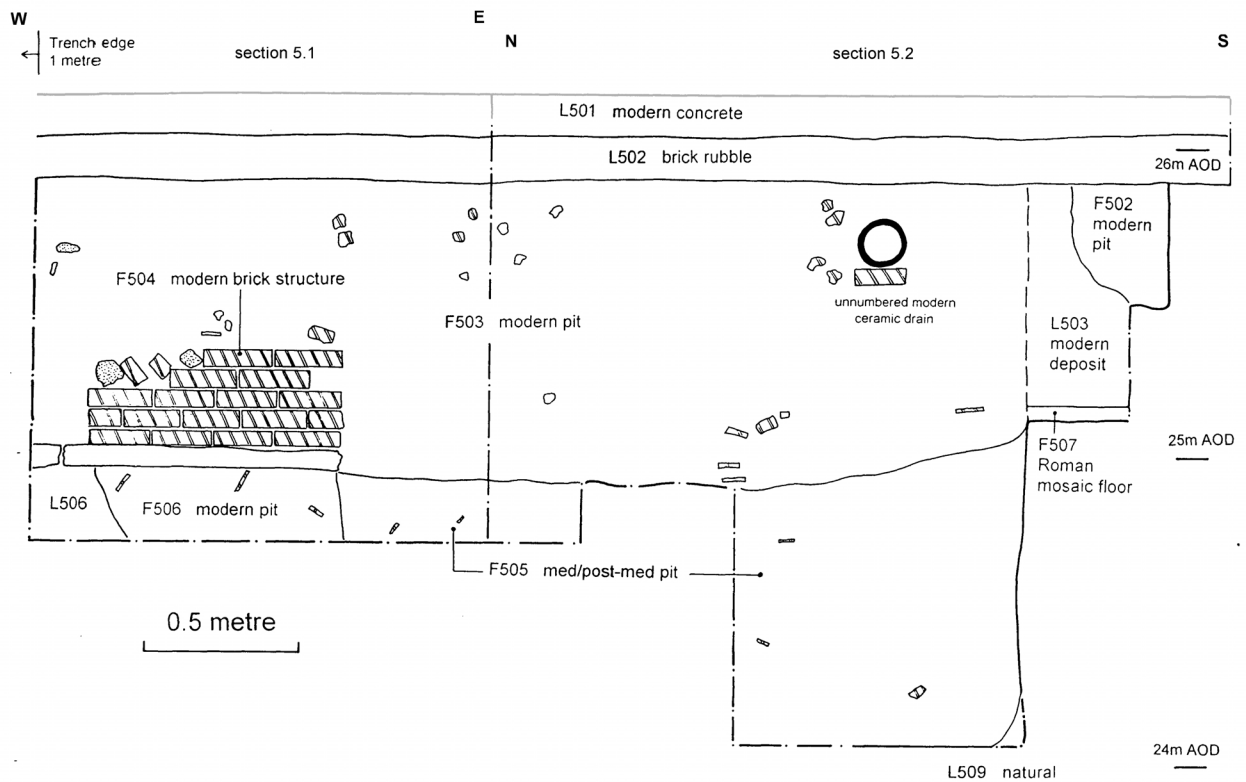 W
E
N
S
Trench edge
1 metre
section 5.1
section 5.2
L501 modern concrete
L502 brick rubble
26m AOD
F502
modern
pit
F504 modern brick structure
F503 modern pit
unnumbered modern
ceramic drain
L503
modern
deposit
25m AOD
F507
Roman
mosaic floor
L506
F506 modern pit
F505 med/post-med pit
0.5 metre
24m AOD
L509 natural